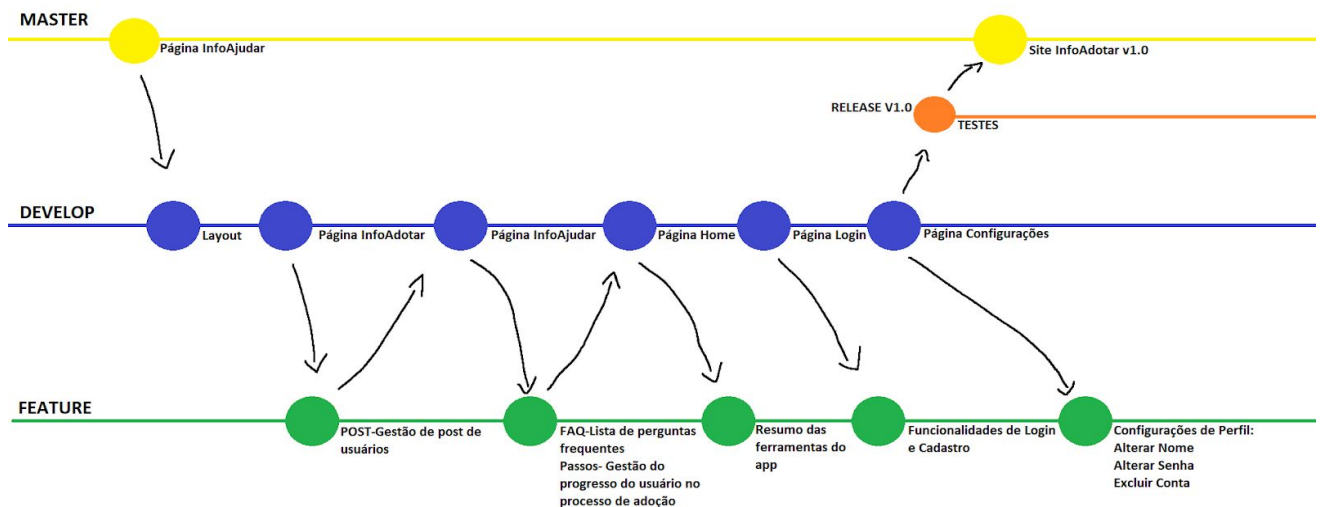 MASTER
Página InfoAjudar
Site InfoAdotar v1.0
RELEASE V1.0
TESTES
DEVELOP
Layout
Página InfoAdotar
Página InfoAjudar
Página Home
Página Login
Página Configurações
FEATURE
POST-Gestão de post de
usuários
FAQ-Lista de perguntas
frequentes
Passos- Gestão do
progresso do usuário no
processo de adoção
Resumo das
ferramentas do
app
Funcionalidades de Login
e Cadastro
Configurações de Perfil:
Alterar Nome
Alterar Senha
Excluir Conta